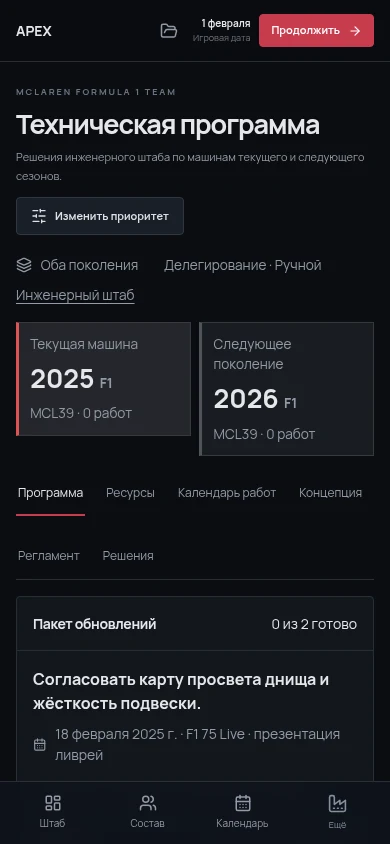 APEX
1 февраля
Игровая дата
Продолжить
MCLAREN FORMULA 1 TEAM
Техническая программа
Решения инженерного штаба по машинам текущего и следующего
сезонов.
Изменить приоритет
Оба поколения
Делегирование · Ручной
Инженерный штаб
Текущая машина
2025 F1
MCL39 · 0 работ
Следующее
поколение
2026 F1
MCL39 · 0 работ
Программа
Ресурсы
Календарь работ
Концепция
Регламент
Решения
Пакет обновлений
0 из 2 готово
Согласовать карту просвета днища и
жёсткость подвески.
18 февраля 2025 г. · F1 75 Live · презентация
ливрей
Штаб
Состав
Календарь
Ещё